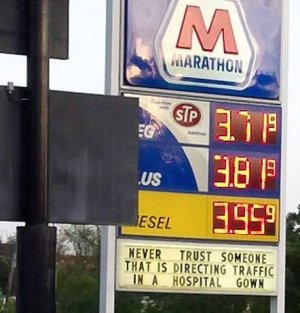 M
MARATHON
STP
EG
3.71 9
LUS
3.81 9
ESEL
3.95 9
NEVER TRUST SOMEONE
THAT IS DIRECTING TRAFFIC
IN A HOSPITAL GOWN